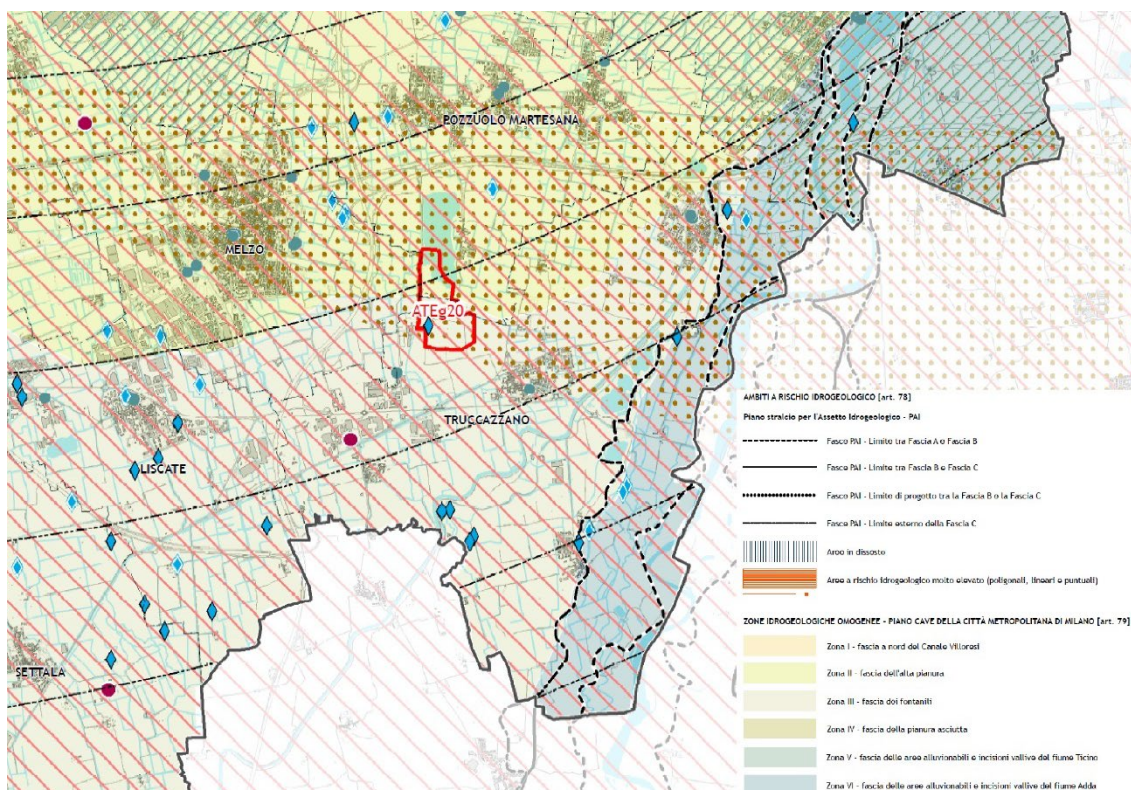 POZZUOLO MARTESANA
MELZO
ATEg20
TRUCCAZZANO
LISCATE
SETTALA
AMBITI A RISCHIO IDROGEOLOGICO [art. 78]
Piano stralcio per l'Assetto Idrogeologico - PAI
Fasce PAI - Limite tra Fascia A e Fascia B
Fasce PAI - Limite tra Fascia B e Fascia C
Fasce PAI - Limite di progetto tra la Fascia B e la Fascia C
Fasce PAI - Limite esterno della Fascia C
Aree in dissesto
Aree a rischio idrogeologico molto elevato (poligonali, lineari e puntuali)
ZONE IDROGEOLOGICHE OMOGENEE - PIANO CAVE DELLA CITTÀ METROPOLITANA DI MILANO [art. 79]
Zona I - fascia a nord del Canale Villoresi
Zona II - fascia dell'alta pianura
Zona III - fascia dei fontanili
Zona IV - fascia della pianura asciutta
Zona V - fascia delle aree alluvionabili e incisioni vallive del fiume Ticino
Zona VI - fascia delle aree alluvionabili e incisioni vallive del fiume Adda